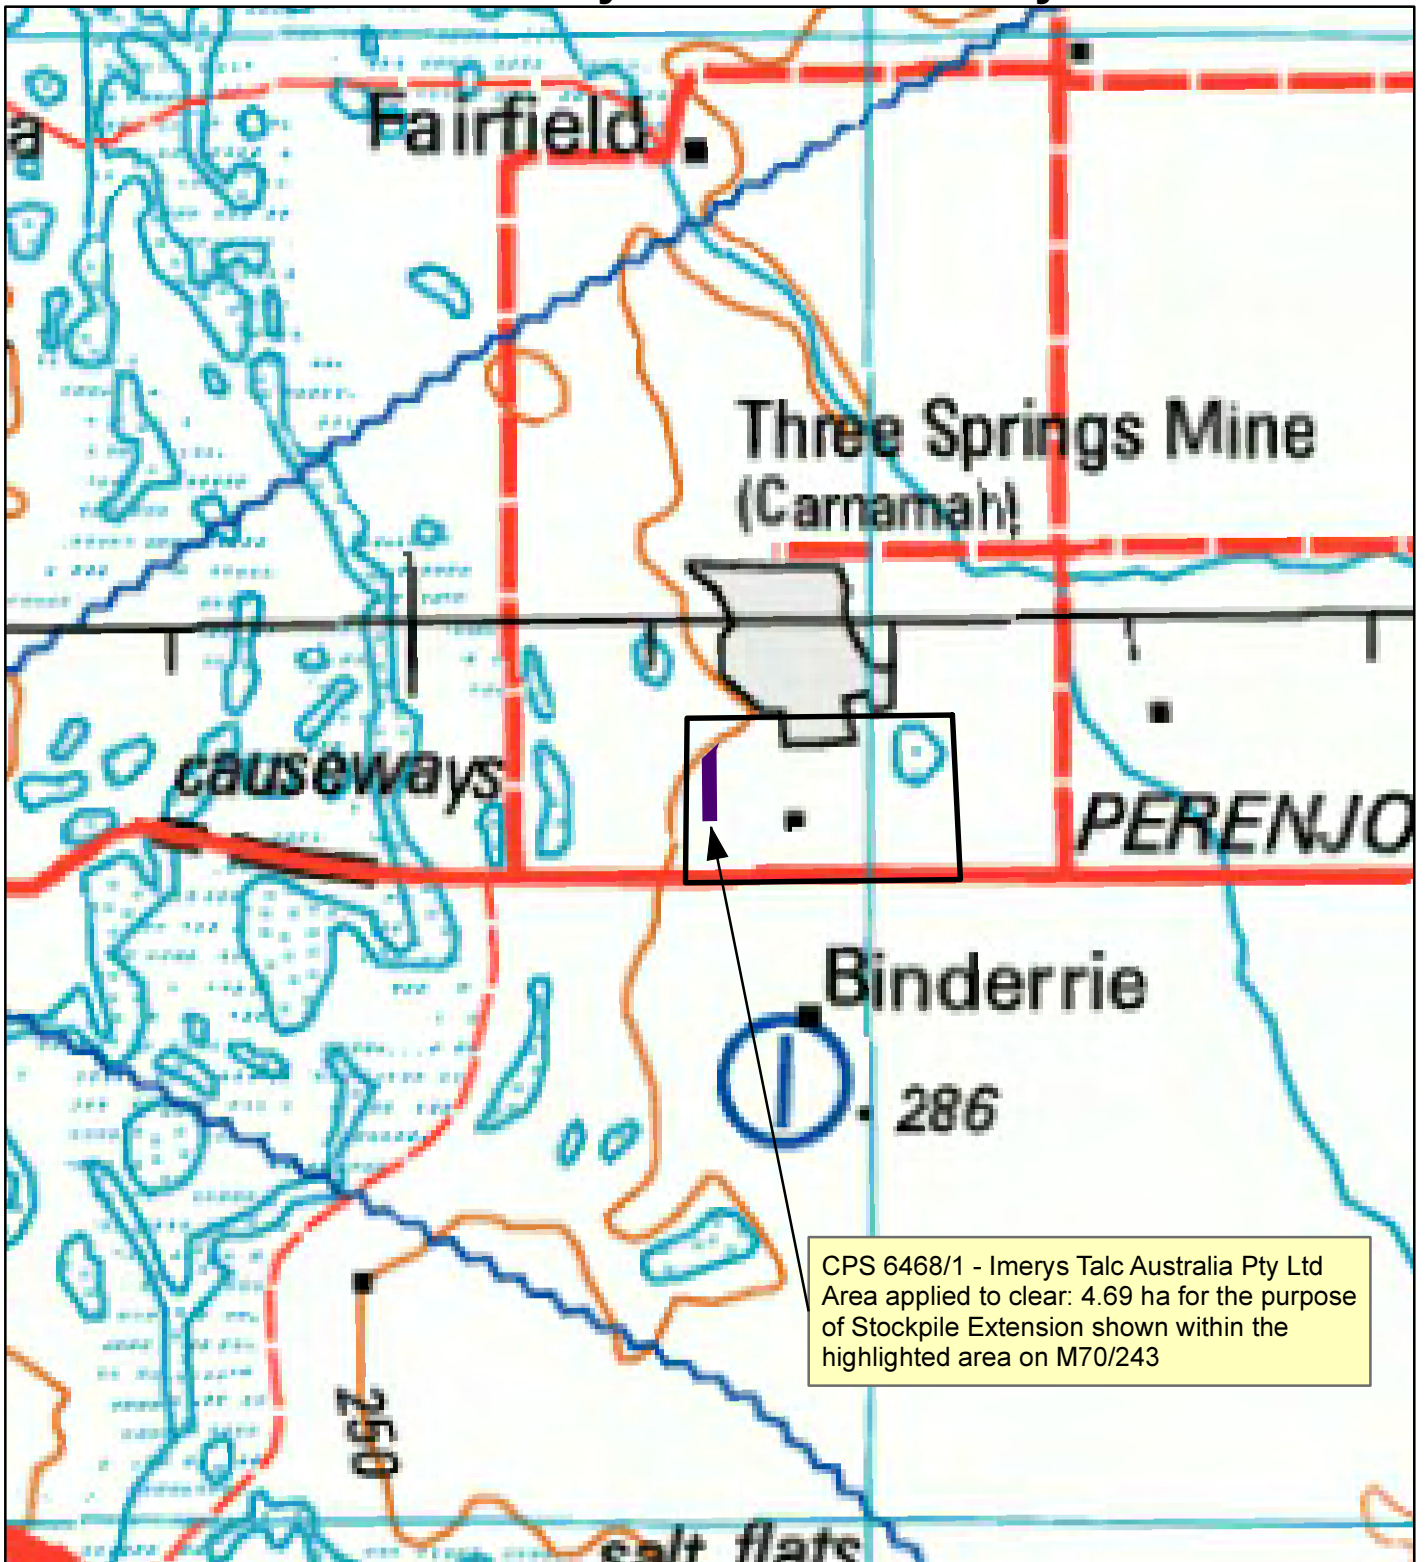 Fairfield
a
Three Springs Mine
(Carnamah)
causeways
PERENJO
Binderrie
286
CPS 6468/1 - Imerys Talc Australia Pty Ltd
Area applied to clear: 4.69 ha for the purpose
of Stockpile Extension shown within the
highlighted area on M70/243
250
salt flats